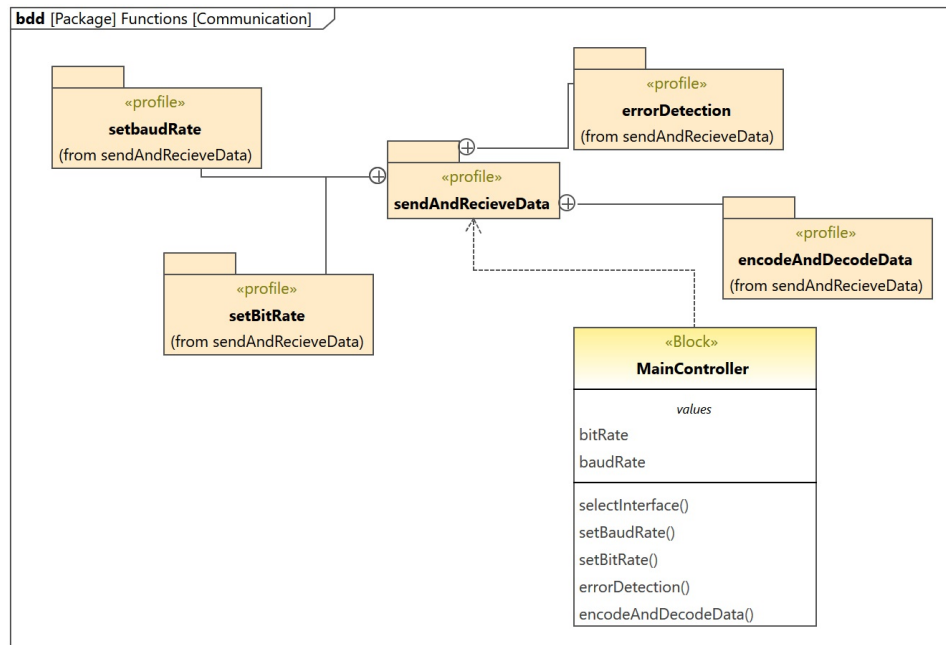 bdd [Package] Functions [Communication]
«profile»
setbaudRate
(from sendAndRecieveData)
«profile»
errorDetection
(from sendAndRecieveData)
«profile»
sendAndRecieveData
«profile»
encodeAndDecodeData
(from sendAndRecieveData)
«profile»
setBitRate
(from sendAndRecieveData)
«Block»
MainController
values
bitRate
baudRate
selectInterface()
setBaudRate()
setBitRate()
errorDetection()
encodeAndDecodeData()